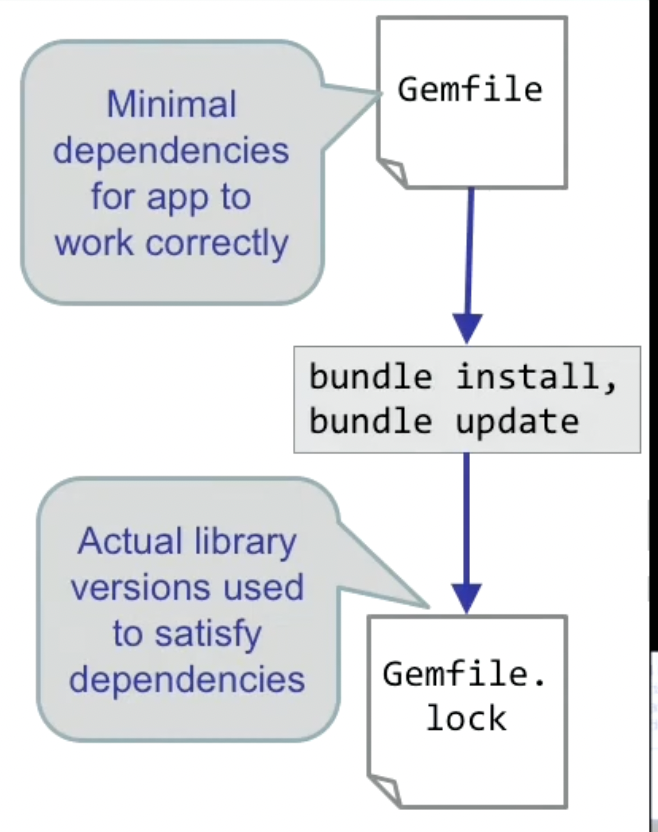 Gemfile
Minimal
dependencies
for app to
work correctly
bundle install,
bundle update
Actual library
versions used
to satisfy
dependencies
Gemfile.
lock